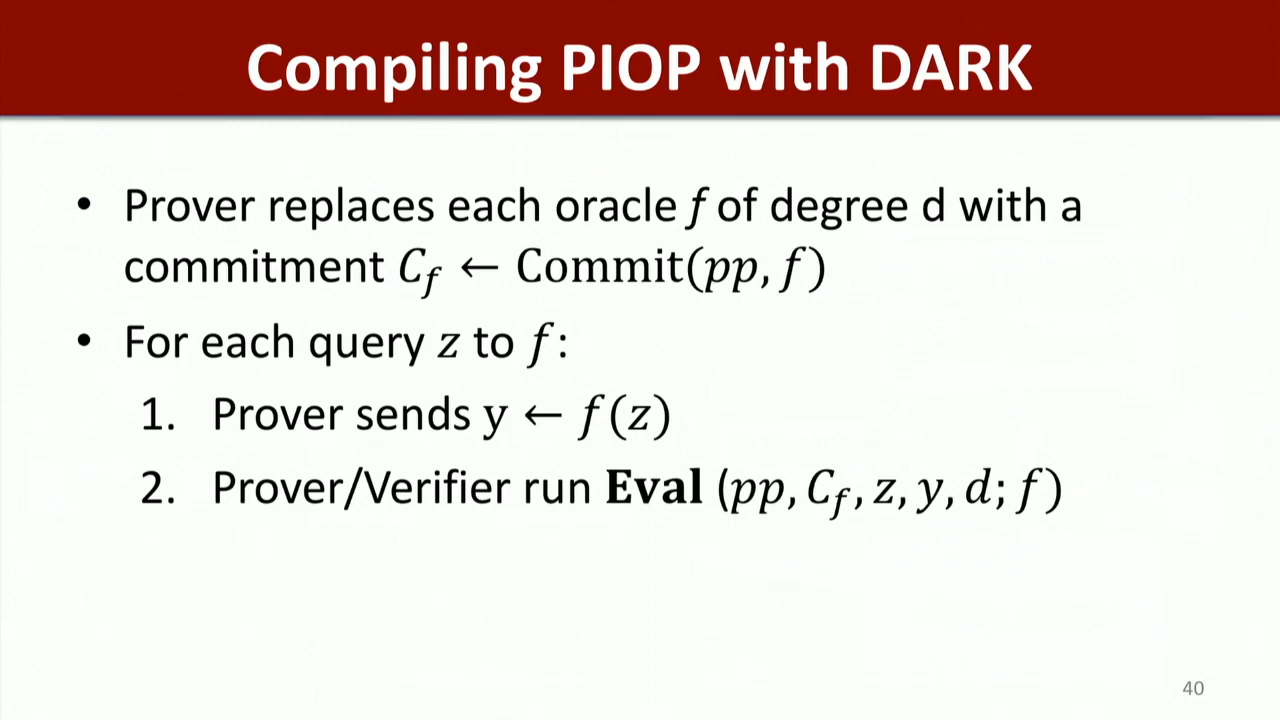 Compiling PIOP with DARK
• Prover replaces each oracle f of degree d with a
commitment C_f ← Commit(pp, f)
• For each query z to f:
1. Prover sends y ← f(z)
2. Prover/Verifier run Eval (pp, C_f, z, y, d; f)
40